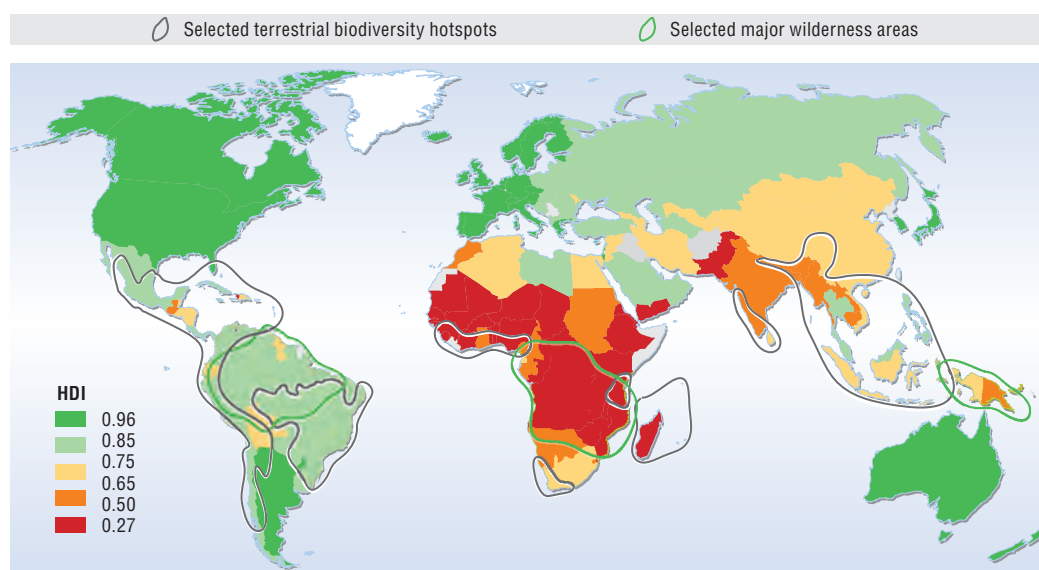 Selected terrestrial biodiversity hotspots
Selected major wilderness areas
HDI
0.96
0.85
0.75
0.65
0.50
0.27